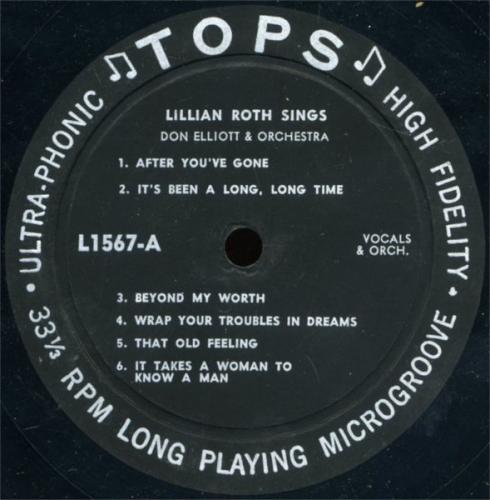 ♫ TOPS ♪
• ULTRA-PHONIC
HIGH FIDELITY •
LiLLIAN ROTH SINGS
DON ELLIOTT & ORCHESTRA
1. AFTER YOU'VE GONE
2. IT'S BEEN A LONG, LONG TIME
L1567-A
VOCALS
& ORCH.
3. BEYOND MY WORTH
4. WRAP YOUR TROUBLES IN DREAMS
5. THAT OLD FEELING
6. IT TAKES A WOMAN TO
KNOW A MAN
33⅓ RPM LONG PLAYING MICROGROOVE